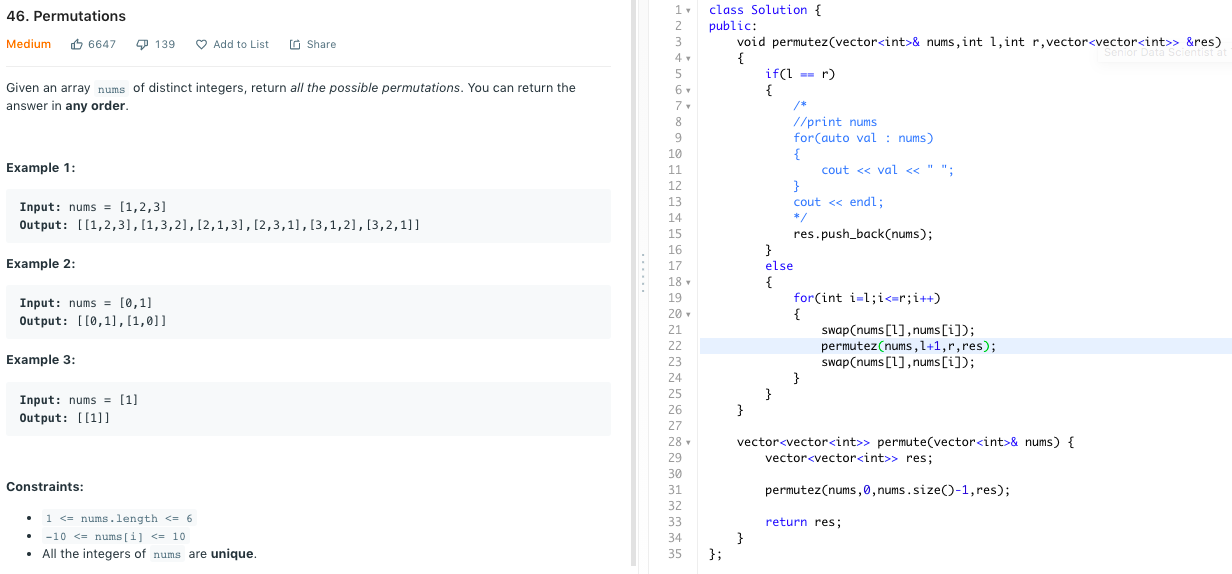 46. Permutations
Medium 6647 139 Add to List Share
Given an array nums of distinct integers, return all the possible permutations. You can return the
answer in any order.
Example 1:
Input: nums = [1,2,3]
Output: [[1,2,3],[1,3,2],[2,1,3],[2,3,1],[3,1,2],[3,2,1]]
Example 2:
Input: nums = [0,1]
Output: [[0,1],[1,0]]
Example 3:
Input: nums = [1]
Output: [[1]]
Constraints:
• 1 <= nums.length <= 6
• -10 <= nums[i] <= 10
• All the integers of nums are unique.
1 class Solution {
2 public:
3     void permutez(vector<int>& nums,int l,int r,vector<vector<int>> &res)
Senior Data Scientist at
4     {
5         if(l == r)
6         {
7             /*
8             //print nums
9             for(auto val : nums)
10             {
11                 cout << val << " ";
12             }
13             cout << endl;
14             */
15             res.push_back(nums);
16         }
17         else
18         {
19             for(int i=l;i<=r;i++)
20             {
21                 swap(nums[l],nums[i]);
22                 permutez(nums,l+1,r,res);
23                 swap(nums[l],nums[i]);
24             }
25         }
26     }
27
28     vector<vector<int>> permute(vector<int>& nums) {
29         vector<vector<int>> res;
30
31         permutez(nums,0,nums.size()-1,res);
32
33         return res;
34     }
35 };